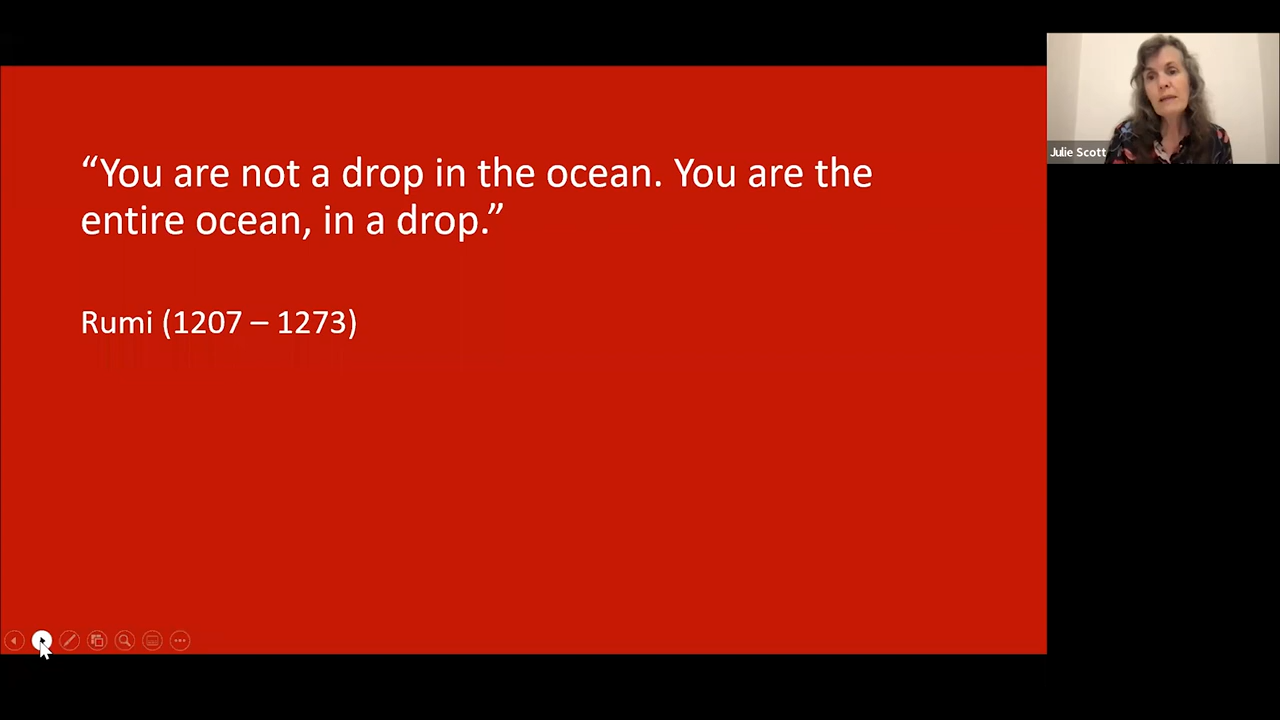 “You are not a drop in the ocean. You are the
entire ocean, in a drop.”
Rumi (1207 – 1273)
Julie Scott